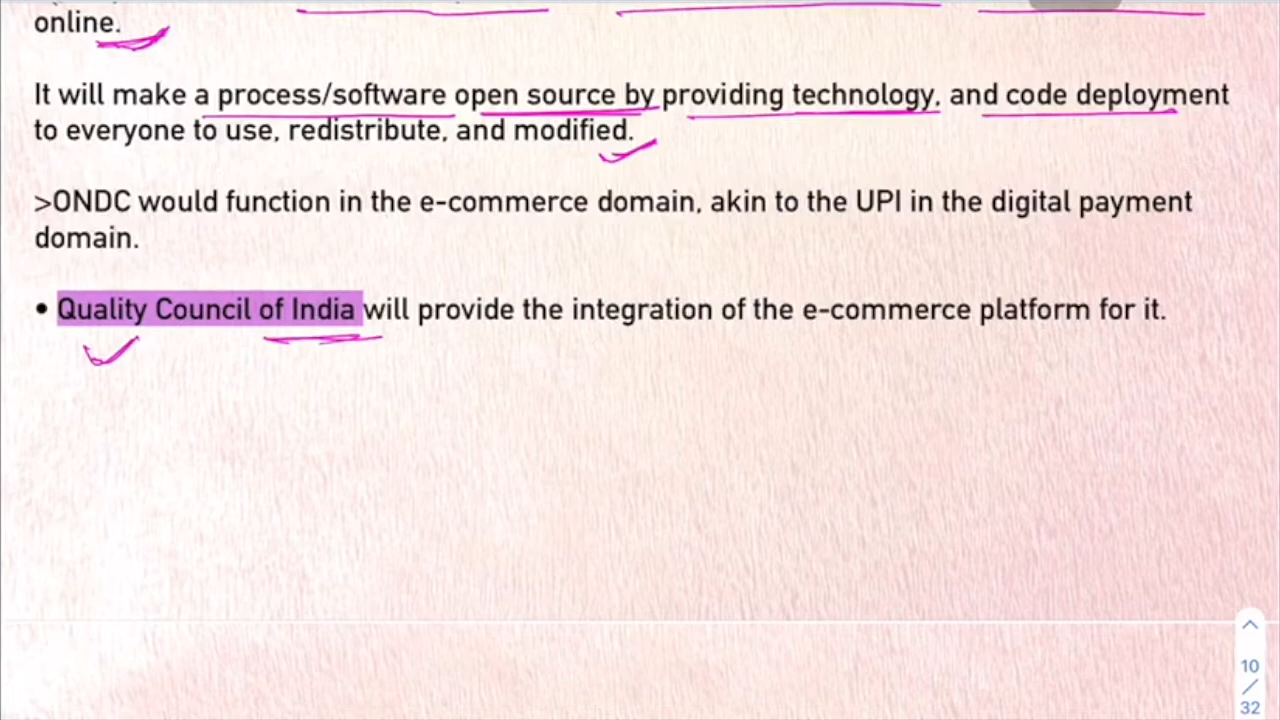 online.
It will make a process/software open source by providing technology, and code deployment
to everyone to use, redistribute, and modified.
>ONDC would function in the e-commerce domain, akin to the UPI in the digital payment
domain.
• Quality Council of India will provide the integration of the e-commerce platform for it.
10
/
32